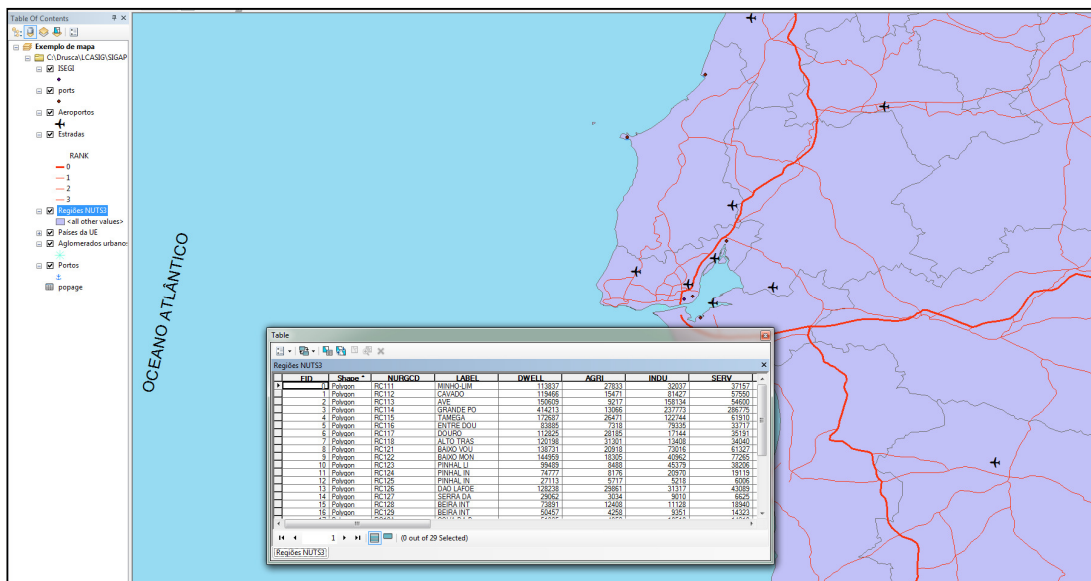 Table Of Contents
Exemplo de mapa
C:\Drusca\LCASIG\SIGAP
ISEGI
ports
Aeroportos
Estradas
RANK
0
1
2
3
Regiões NUTS3
<all other values>
Países da UE
Aglomerados urbanos
Portos
popage
OCEANO ATLÂNTICO
Table
Regiões NUTS3
FID Shape * NURGCD LABEL DWELL AGRI INDU SERV
0 Polygon RC111 MINHO-LIM 113837 27833 32037 37157
1 Polygon RC112 CAVADO 119466 15471 81427 57550
2 Polygon RC113 AVE 150609 9217 158134 54600
3 Polygon RC114 GRANDE PO 414213 13066 237773 286775
4 Polygon RC115 TAMEGA 172687 26471 122744 61910
5 Polygon RC116 ENTRE DOU 83885 7318 79335 33717
6 Polygon RC117 DOURO 112825 28185 17144 35191
7 Polygon RC118 ALTO TRAS 120198 31301 13408 34040
8 Polygon RC121 BAIXO VOU 138731 20918 73016 61327
9 Polygon RC122 BAIXO MON 144959 18305 40962 77265
10 Polygon RC123 PINHAL LI 99489 8488 45379 38206
11 Polygon RC124 PINHAL IN 74777 8176 20970 19119
12 Polygon RC125 PINHAL IN 27113 5717 5218 6006
13 Polygon RC126 DAO LAFOE 128238 29861 31317 43089
14 Polygon RC127 SERRA DA 29062 3034 9010 6625
15 Polygon RC128 BEIRA INT 73891 12408 11128 18940
16 Polygon RC129 BEIRA INT 50457 4258 9351 14323
1 (0 out of 29 Selected)
Regiões NUTS3